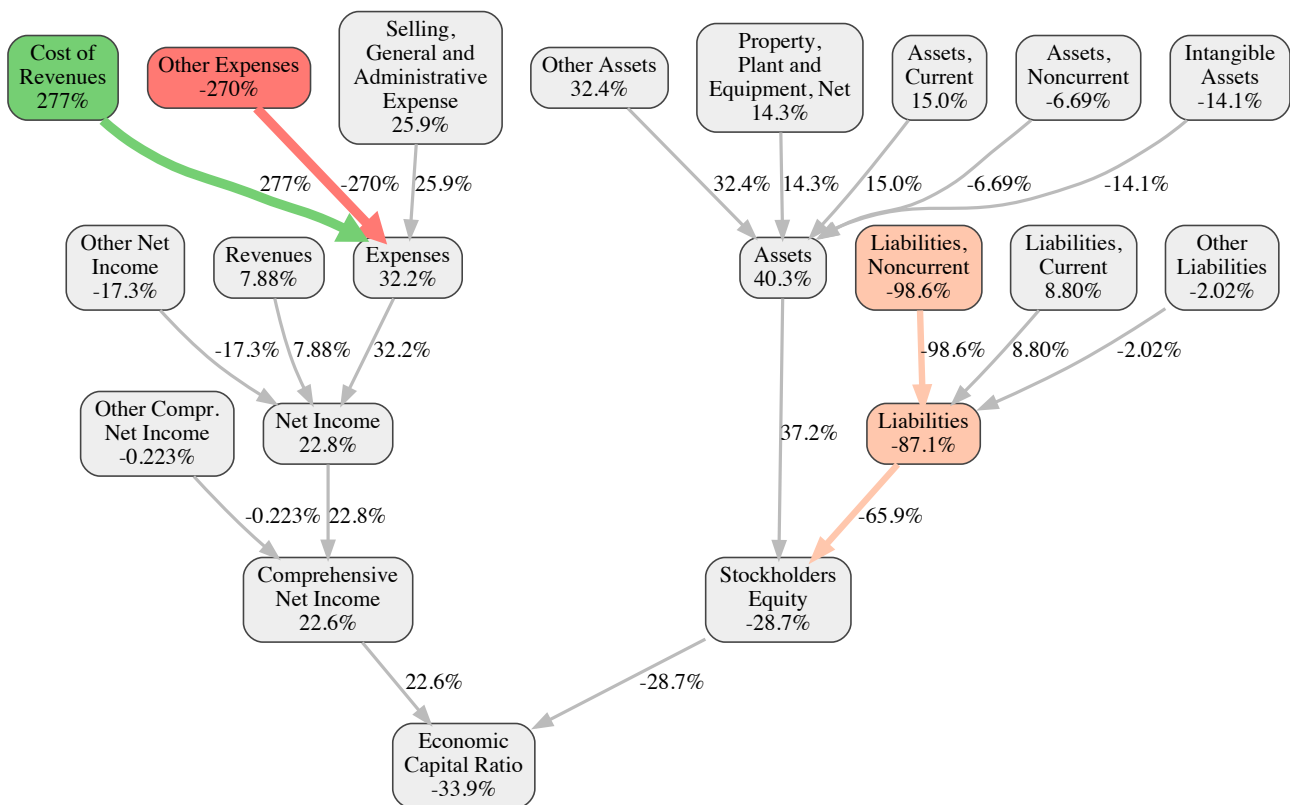 Cost of
Revenues
277%
Other Expenses
-270%
Selling,
General and
Administrative
Expense
25.9%
Other Assets
32.4%
Property,
Plant and
Equipment, Net
14.3%
Assets,
Current
15.0%
Assets,
Noncurrent
-6.69%
Intangible
Assets
-14.1%
277%
-270%
25.9%
32.4%
14.3%
15.0%
-6.69%
-14.1%
Other Net
Income
-17.3%
Revenues
7.88%
Expenses
32.2%
Assets
40.3%
Liabilities,
Noncurrent
-98.6%
Liabilities,
Current
8.80%
Other
Liabilities
-2.02%
-17.3%
7.88%
32.2%
-98.6%
8.80%
-2.02%
Other Compr.
Net Income
-0.223%
Net Income
22.8%
37.2%
Liabilities
-87.1%
-0.223%
22.8%
-65.9%
Comprehensive
Net Income
22.6%
Stockholders
Equity
-28.7%
22.6%
-28.7%
Economic
Capital Ratio
-33.9%